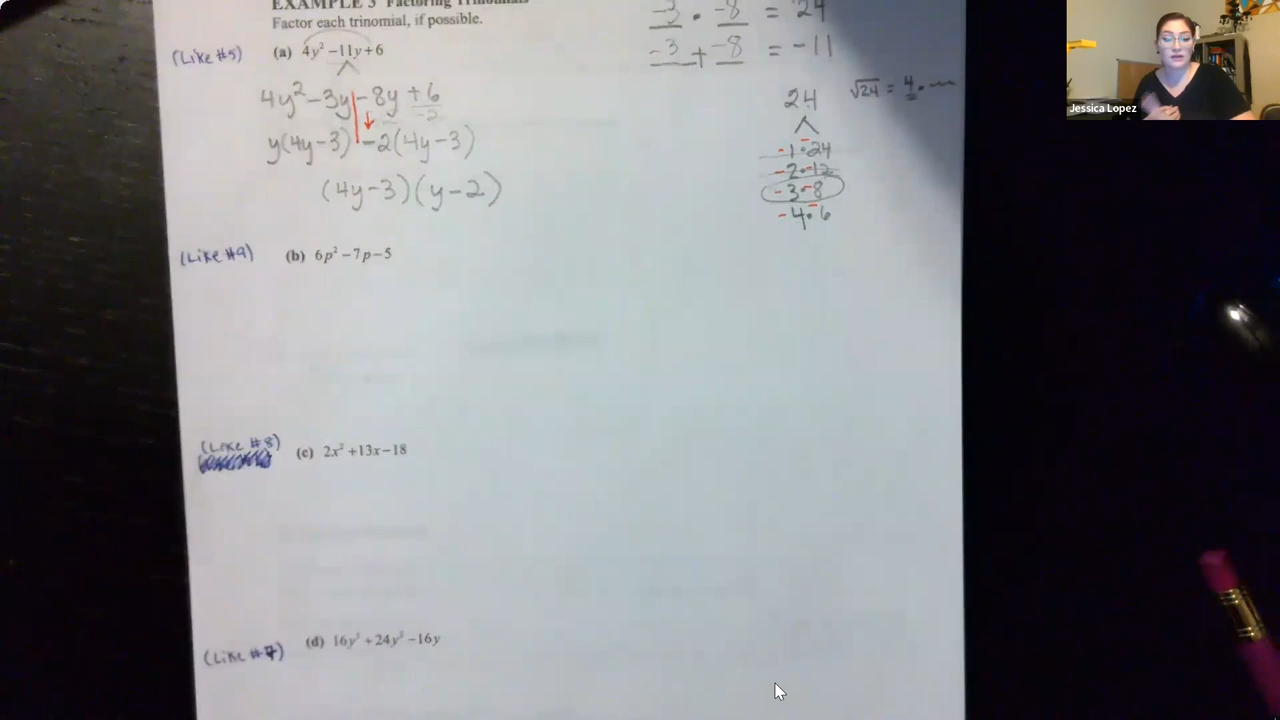 EXAMPLE 3 Factoring Trinomials
Factor each trinomial, if possible.
(Like #5) (a) 4y² −11y+6
4y² −3y −8y +6
-2
y(4y−3) −2(4y−3)
(4y−3)(y−2)
-3 · -8 = 24
-3 + -8 = -11
24
√24 = 4.
-1·-24
-2·-12
-3·-8
-4·-6
(Like #9) (b) 6p² −7p−5
(Like #8) (c) 2x² +13x−18
(Like #7) (d) 16y³ +24y² −16y
Jessica Lopez